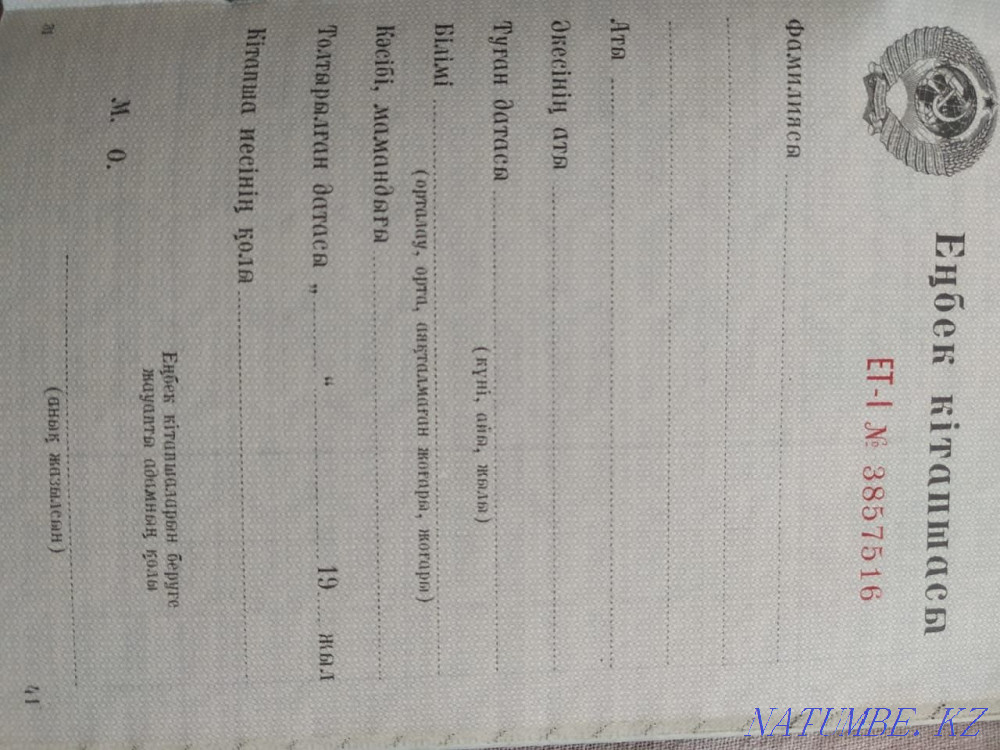 Еңбек кітапшасы
ЕТ-I № 3857516
Фамилиясы
Аты
Әкесінің аты
Туған датасы
(күні, айы, жылы)
Білімі
(орталау, орта, аяқталмаған жоғары, жоғары)
Кәсібі, мамандығы
Толтырылған датасы „ “ 19 жыл
Кітапша иесінің қолы
Еңбек кітапшаларын беруге
жауапты адамның қолы
М. О.
(анық жазылсын)
41
NATUMBE.KZ